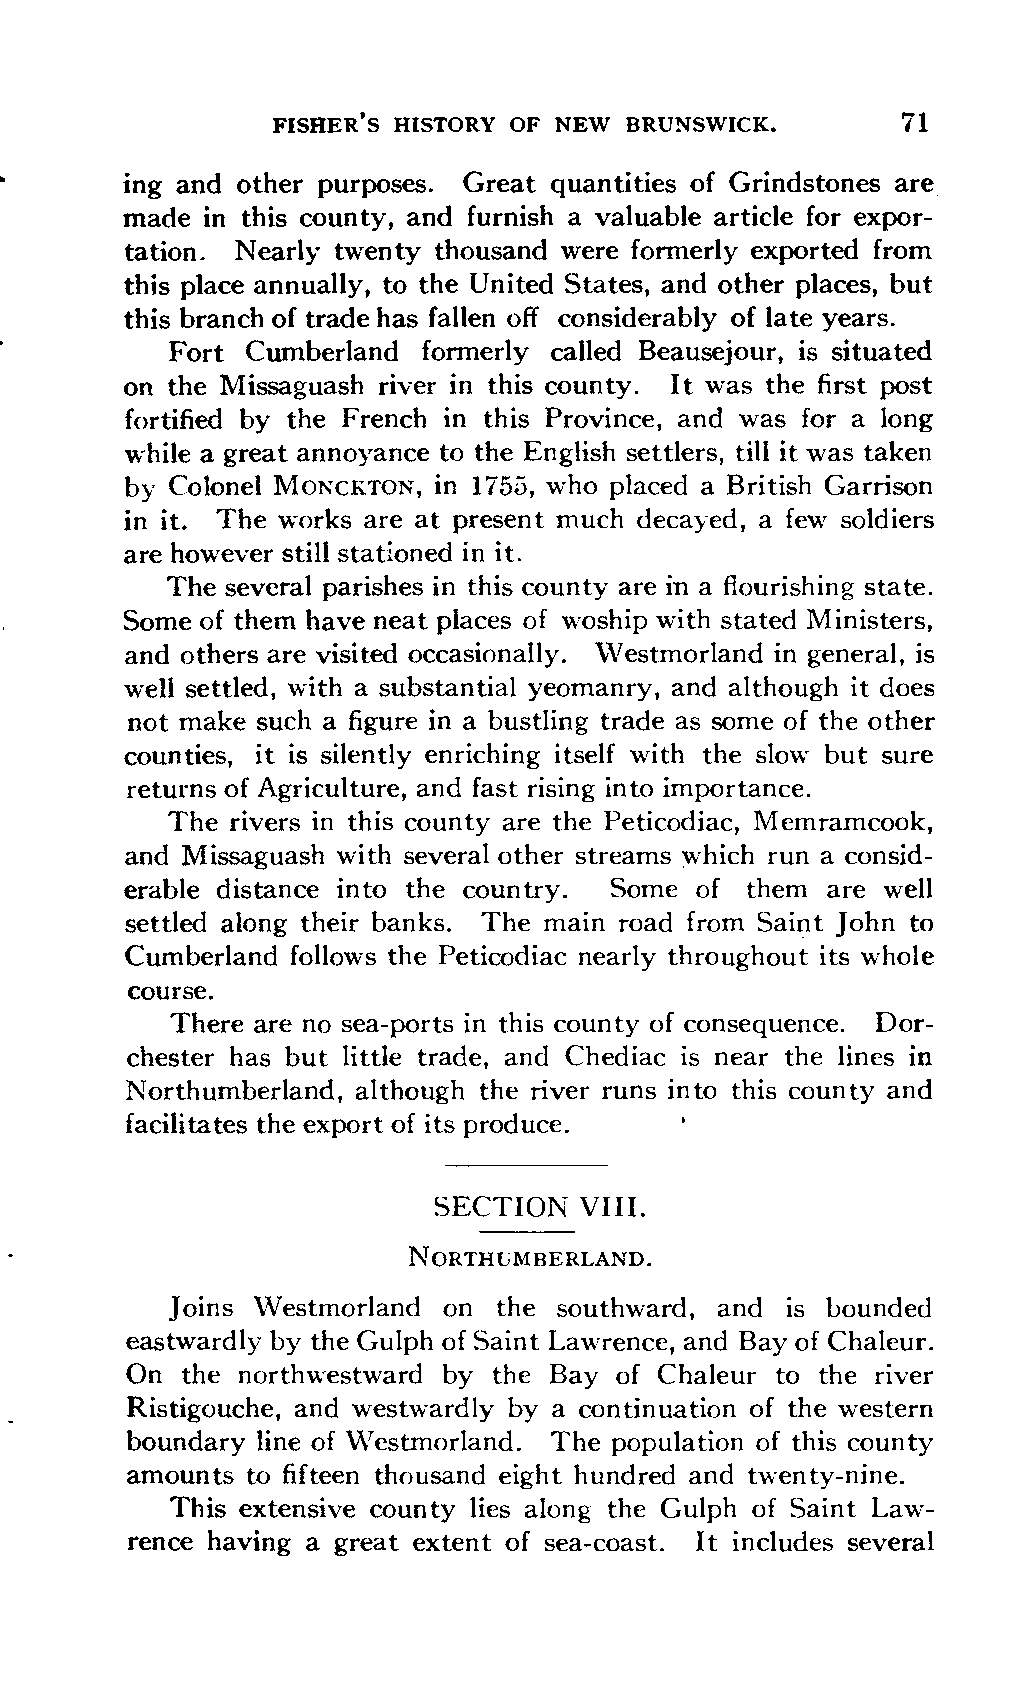 FISHER'S HISTORY OF NEW BRUNSWICK. 71
ing and other purposes. Great quantities of Grindstones are
made in this county, and furnish a valuable article for expor-
tation. Nearly twenty thousand were formerly exported from
this place annually, to the United States, and other places, but
this branch of trade has fallen off considerably of late years.
Fort Cumberland formerly called Beausejour, is situated
on the Missaguash river in this county. It was the first post
fortified by the French in this Province, and was for a long
while a great annoyance to the English settlers, till it was taken
by Colonel MONCKTON, in 1755, who placed a British Garrison
in it. The works are at present much decayed, a few soldiers
are however still stationed in it.
The several parishes in this county are in a flourishing state.
Some of them have neat places of woship with stated Ministers,
and others are visited occasionally. Westmorland in general, is
well settled, with a substantial yeomanry, and although it does
not make such a figure in a bustling trade as some of the other
counties, it is silently enriching itself with the slow but sure
returns of Agriculture, and fast rising into importance.
The rivers in this county are the Peticodiac, Memramcook,
and Missaguash with several other streams which run a consid-
erable distance into the country. Some of them are well
settled along their banks. The main road from Saint John to
Cumberland follows the Peticodiac nearly throughout its whole
course.
There are no sea-ports in this county of consequence. Dor-
chester has but little trade, and Chediac is near the lines in
Northumberland, although the river runs into this county and
facilitates the export of its produce.
SECTION VIII.
NORTHUMBERLAND.
Joins Westmorland on the southward, and is bounded
eastwardly by the Gulph of Saint Lawrence, and Bay of Chaleur.
On the northwestward by the Bay of Chaleur to the river
Ristigouche, and westwardly by a continuation of the western
boundary line of Westmorland. The population of this county
amounts to fifteen thousand eight hundred and twenty-nine.
This extensive county lies along the Gulph of Saint Law-
rence having a great extent of sea-coast. It includes several